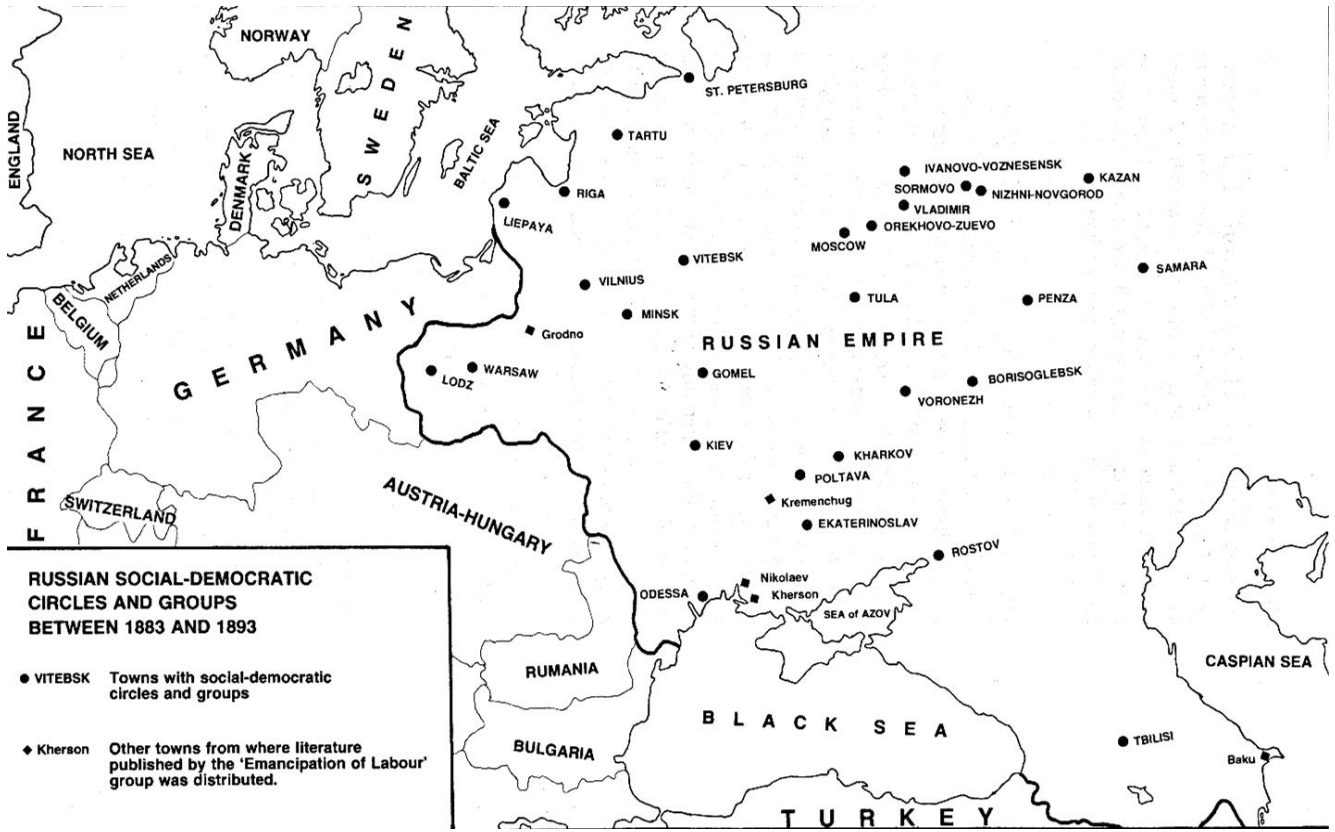 NORWAY
SWEDEN
ST. PETERSBURG
ENGLAND
NORTH SEA
DENMARK
BALTIC SEA
TARTU
IVANOVO-VOZNESENSK
SORMOVO
KAZAN
NIZHNI-NOVGOROD
RIGA
LIEPAYA
VLADIMIR
OREKHOVO-ZUEVO
MOSCOW
VITEBSK
SAMARA
NETHERLANDS
BELGIUM
VILNIUS
TULA
PENZA
MINSK
GERMANY
Grodno
RUSSIAN EMPIRE
FRANCE
WARSAW
LODZ
GOMEL
BORISOGLEBSK
VORONEZH
KIEV
KHARKOV
POLTAVA
SWITZERLAND
AUSTRIA-HUNGARY
Kremenchug
EKATERINOSLAV
ROSTOV
Nikolaev
ODESSA
Kherson
SEA of AZOV
RUMANIA
CASPIAN SEA
BLACK SEA
BULGARIA
TBILISI
Baku
TURKEY
RUSSIAN SOCIAL-DEMOCRATIC
CIRCLES AND GROUPS
BETWEEN 1883 AND 1893
VITEBSK Towns with social-democratic
circles and groups
Kherson Other towns from where literature
published by the 'Emancipation of Labour'
group was distributed.